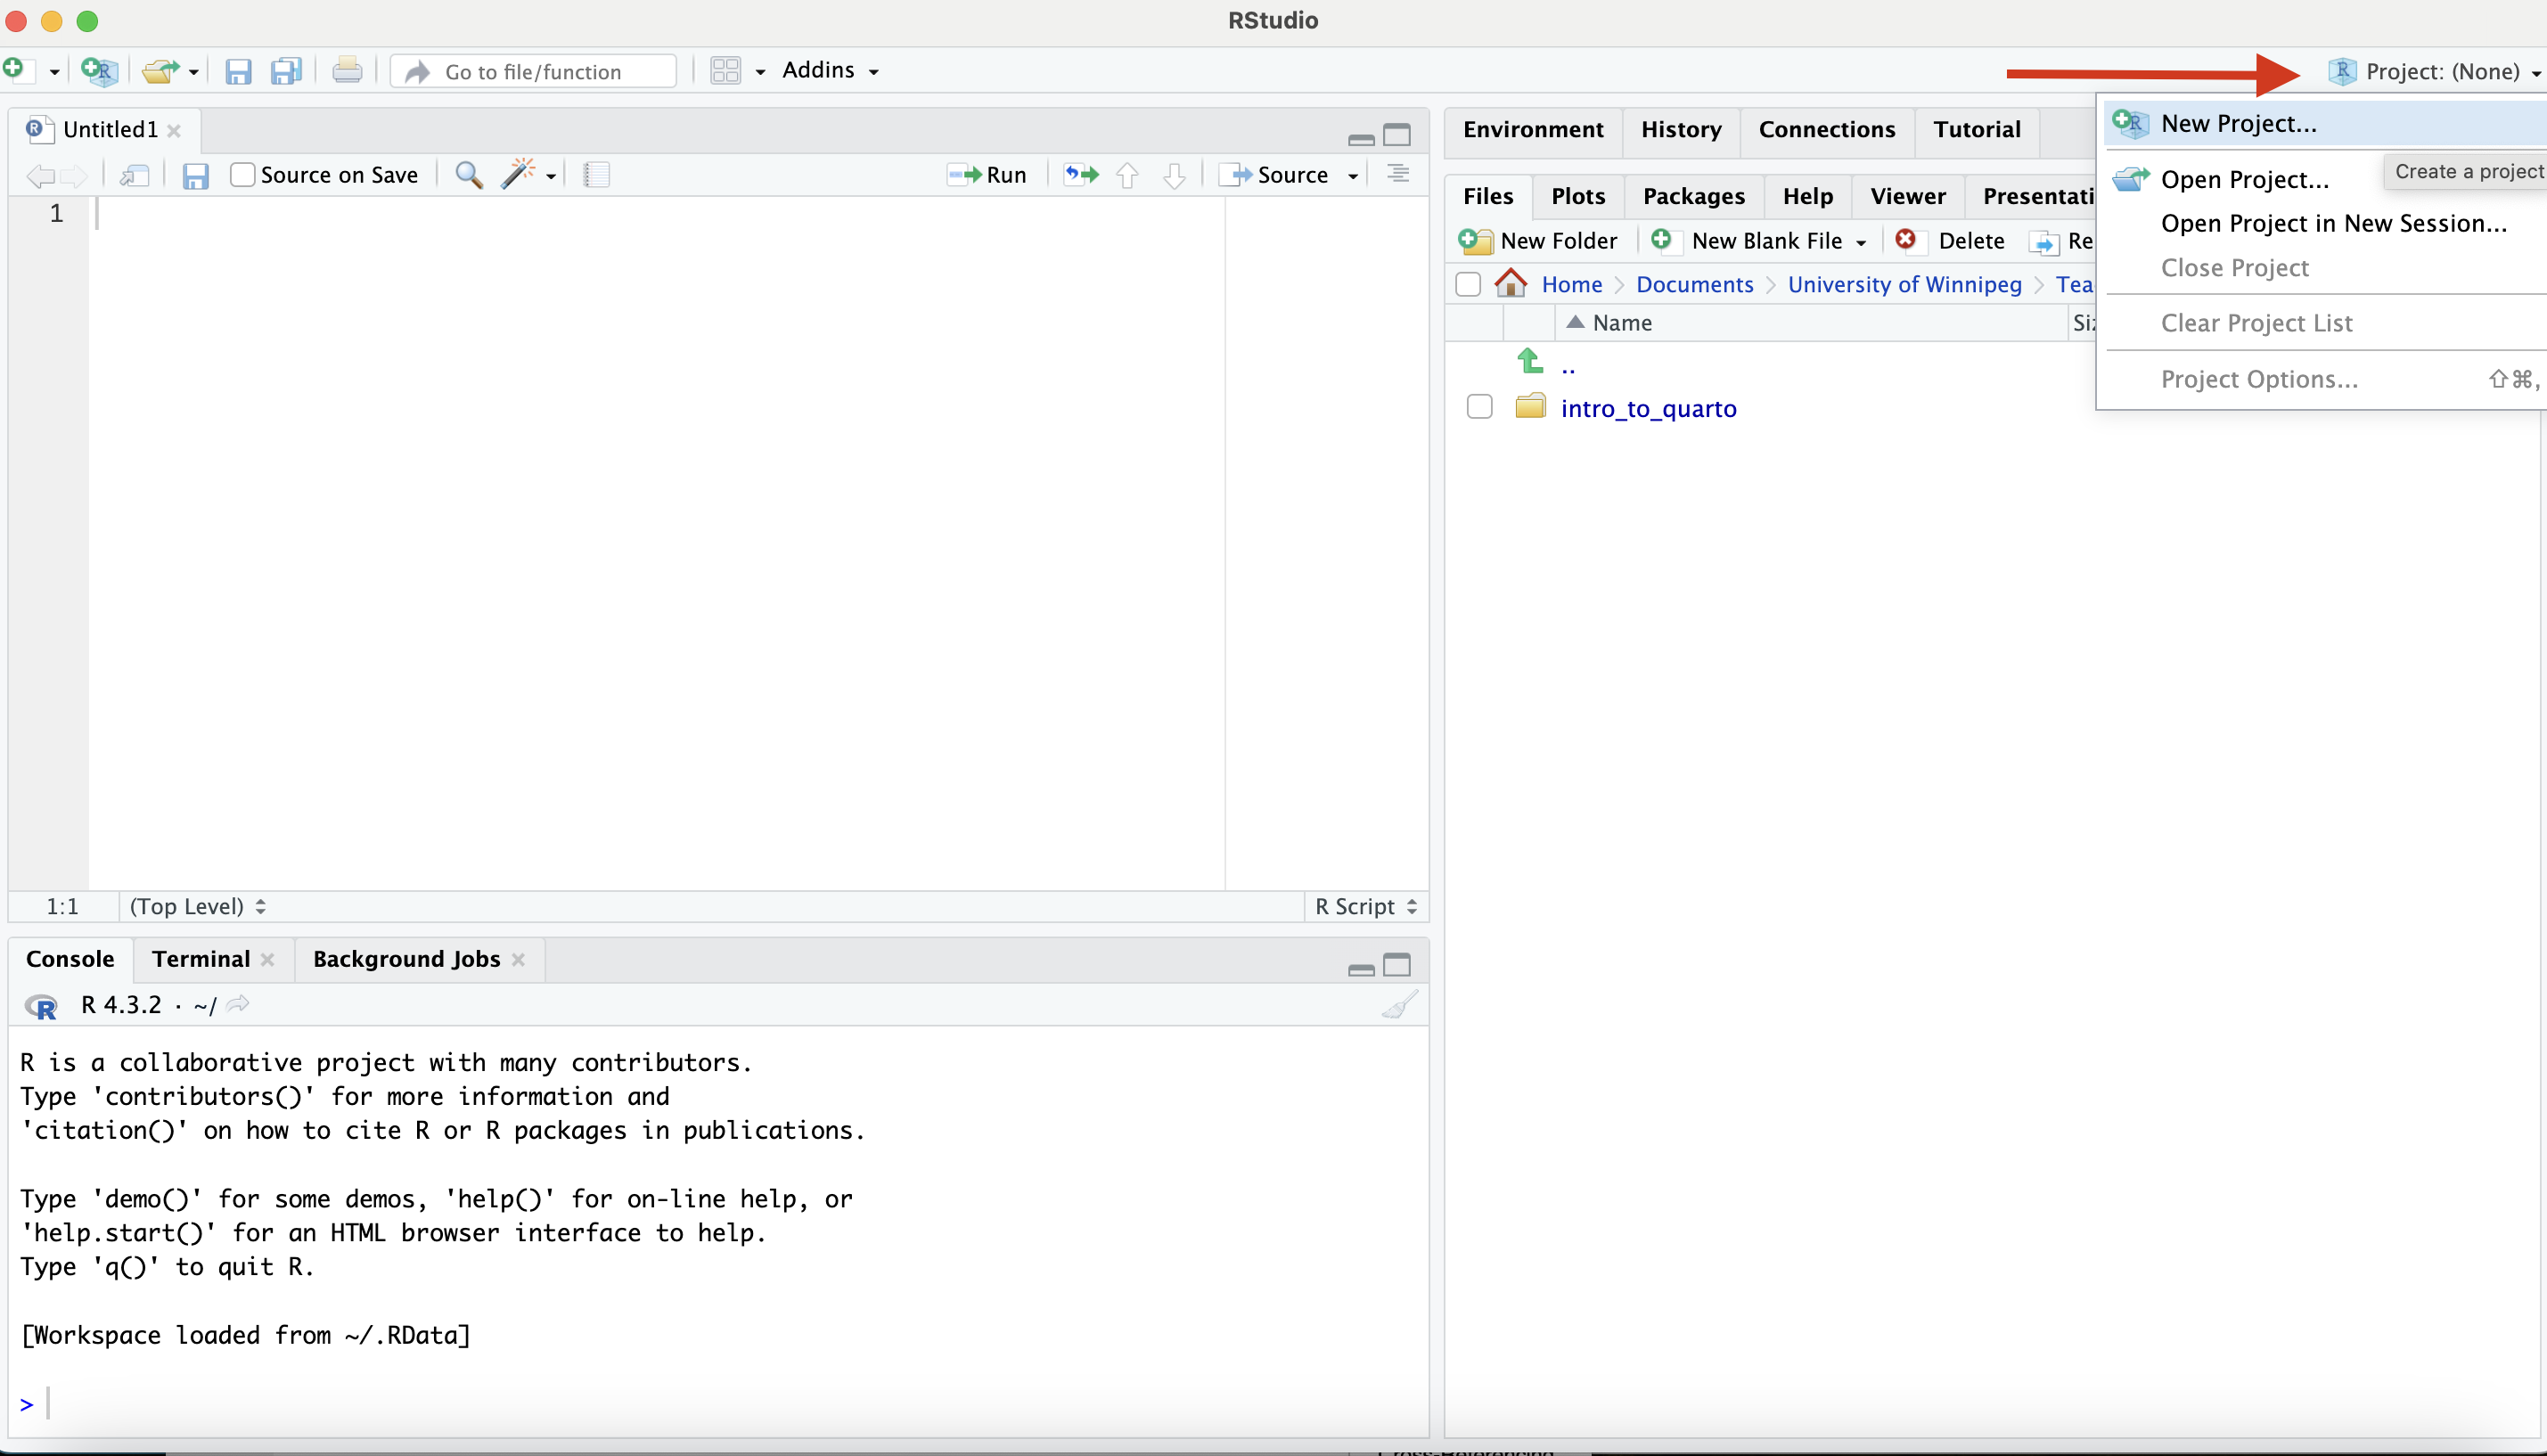 RStudio
Go to file/function
Addins
Project: (None)
Untitled1
Source on Save
Run
Source
1
1:1
(Top Level)
R Script
Console
Terminal
Background Jobs
R 4.3.2 · ~/
R is a collaborative project with many contributors.
Type 'contributors()' for more information and
'citation()' on how to cite R or R packages in publications.
Type 'demo()' for some demos, 'help()' for on-line help, or
'help.start()' for an HTML browser interface to help.
Type 'q()' to quit R.
[Workspace loaded from ~/.RData]
>
Environment
History
Connections
Tutorial
Files
Plots
Packages
Help
Viewer
Presentati
New Folder
New Blank File
Delete
Re
Home
Documents
University of Winnipeg
Tea
Name
Siz
..
intro_to_quarto
New Project...
Create a project
Open Project...
Open Project in New Session...
Close Project
Clear Project List
Project Options...
⇧⌘,